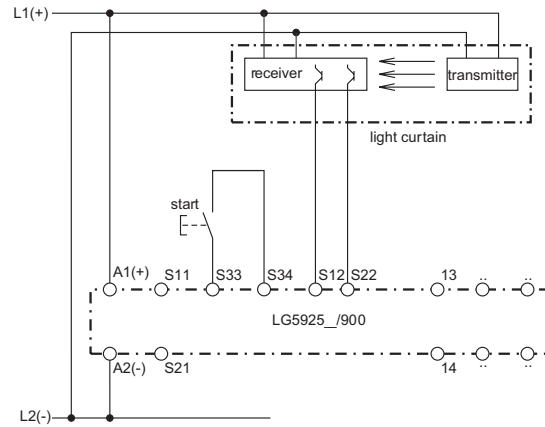 L1(+)
receiver
transmitter
light curtain
start
A1(+) S11 S33 S34 S12 S22 13 .. ..
LG5925_/900
A2(-) S21 14 .. ..
L2(-)